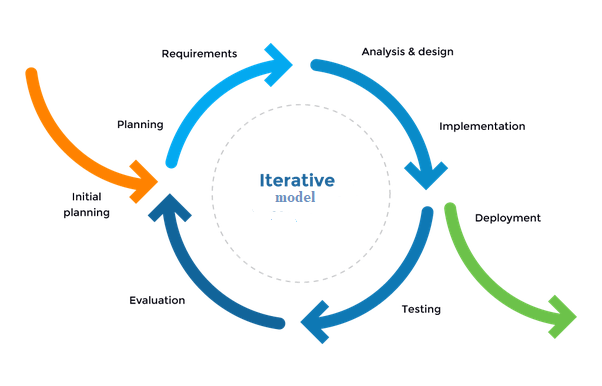 Requirements
Analysis & design
Planning
Implementation
Iterative
model
Initial
planning
Deployment
Evaluation
Testing